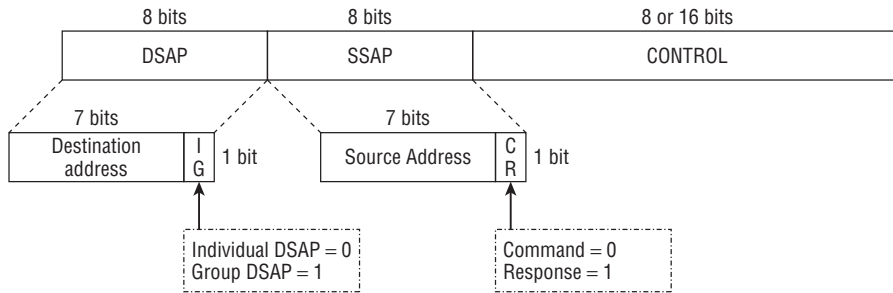 8 bits
8 bits
8 or 16 bits
DSAP
SSAP
CONTROL
7 bits
7 bits
Destination
address
I
G
1 bit
Source Address
C
R
1 bit
Individual DSAP = 0
Group DSAP = 1
Command = 0
Response = 1